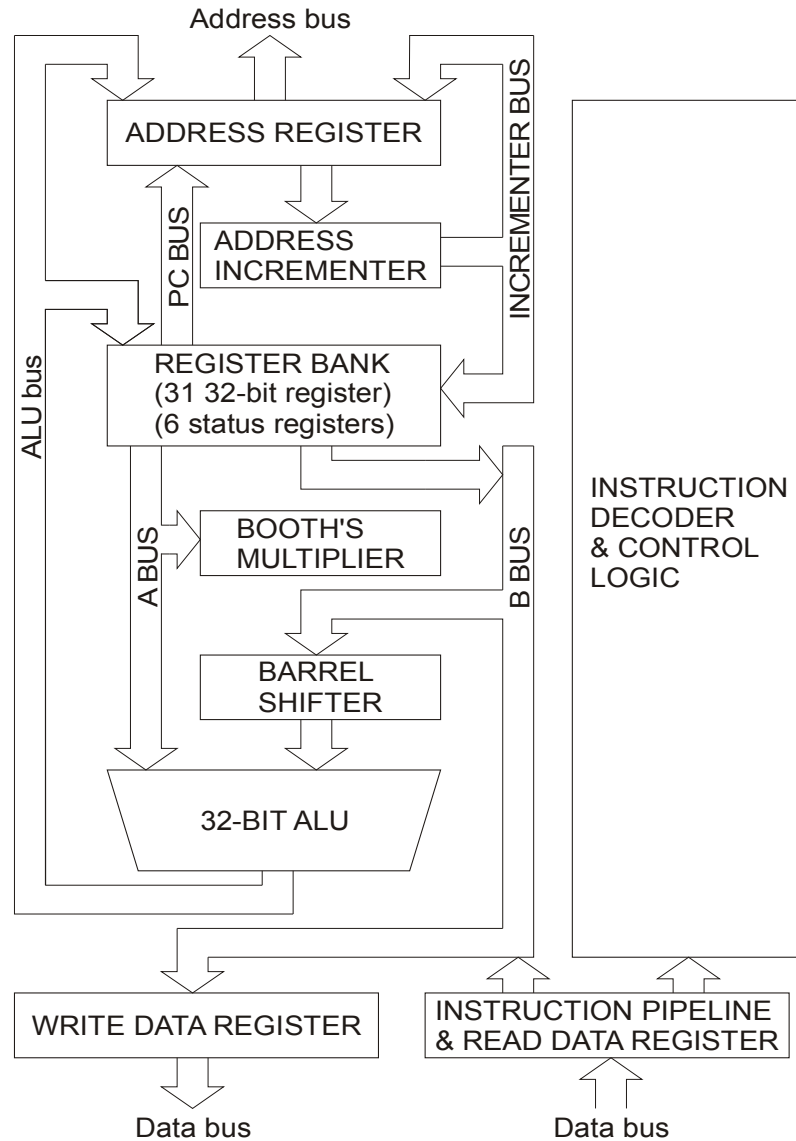 Address bus
ADDRESS REGISTER
INCREMENTER BUS
PC BUS
ADDRESS
INCREMENTER
ALU bus
REGISTER BANK
(31 32-bit register)
(6 status registers)
INSTRUCTION
DECODER
& CONTROL
LOGIC
A BUS
BOOTH'S
MULTIPLIER
B BUS
BARREL
SHIFTER
32-BIT ALU
WRITE DATA REGISTER
INSTRUCTION PIPELINE
& READ DATA REGISTER
Data bus
Data bus